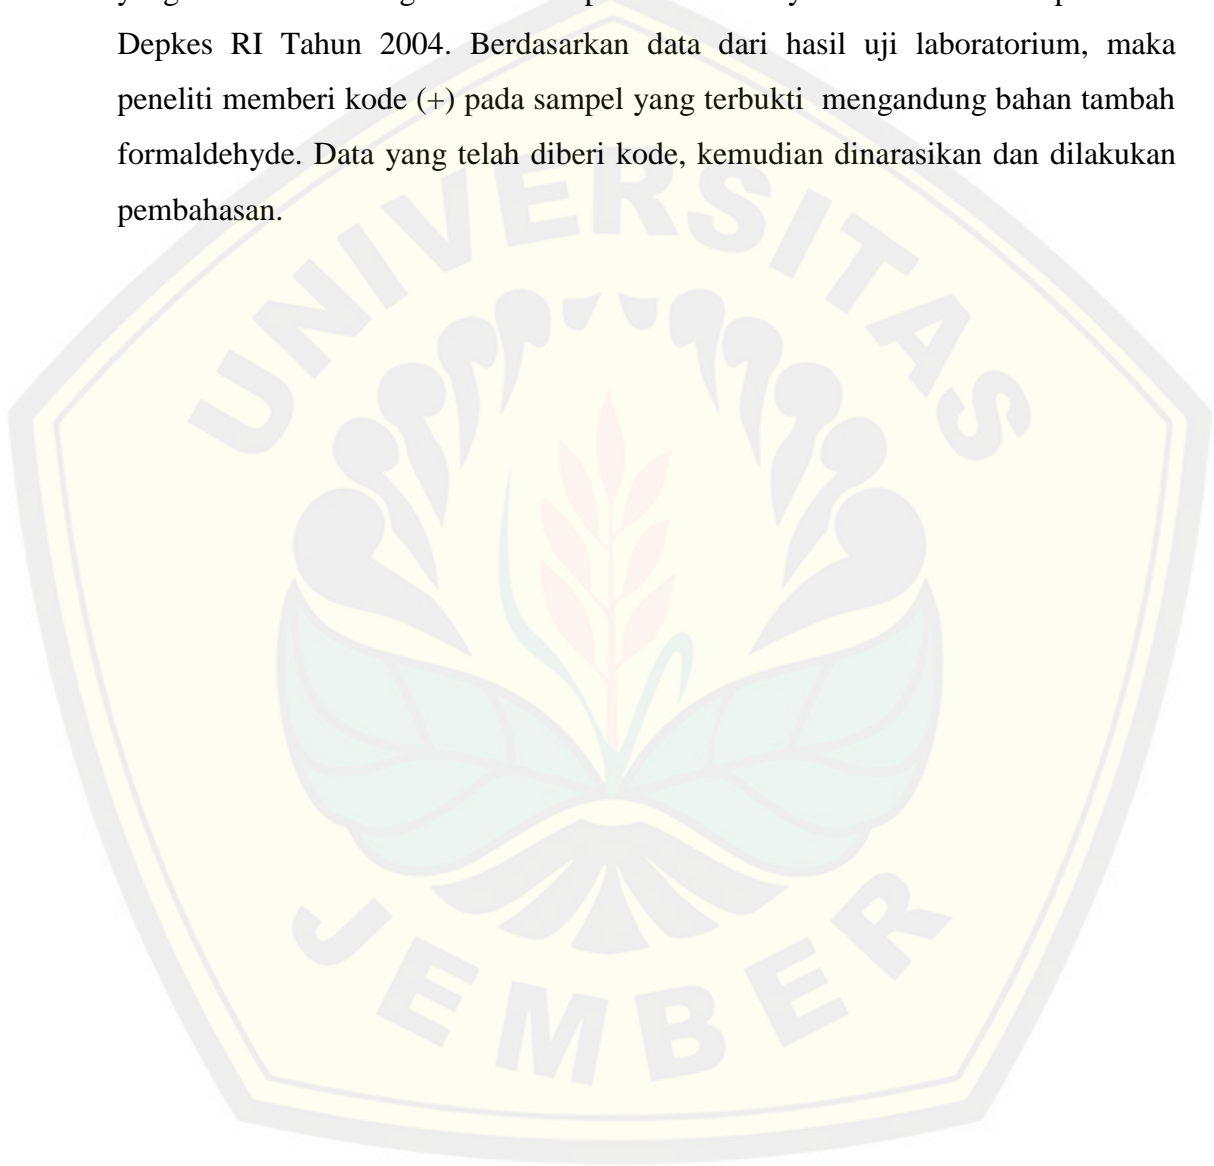 Depkes RI Tahun 2004. Berdasarkan data dari hasil uji laboratorium, maka
peneliti memberi kode (+) pada sampel yang terbukti mengandung bahan tambah
formaldehyde. Data yang telah diberi kode, kemudian dinarasikan dan dilakukan
pembahasan.
UNIVERSITAS
JEMBER